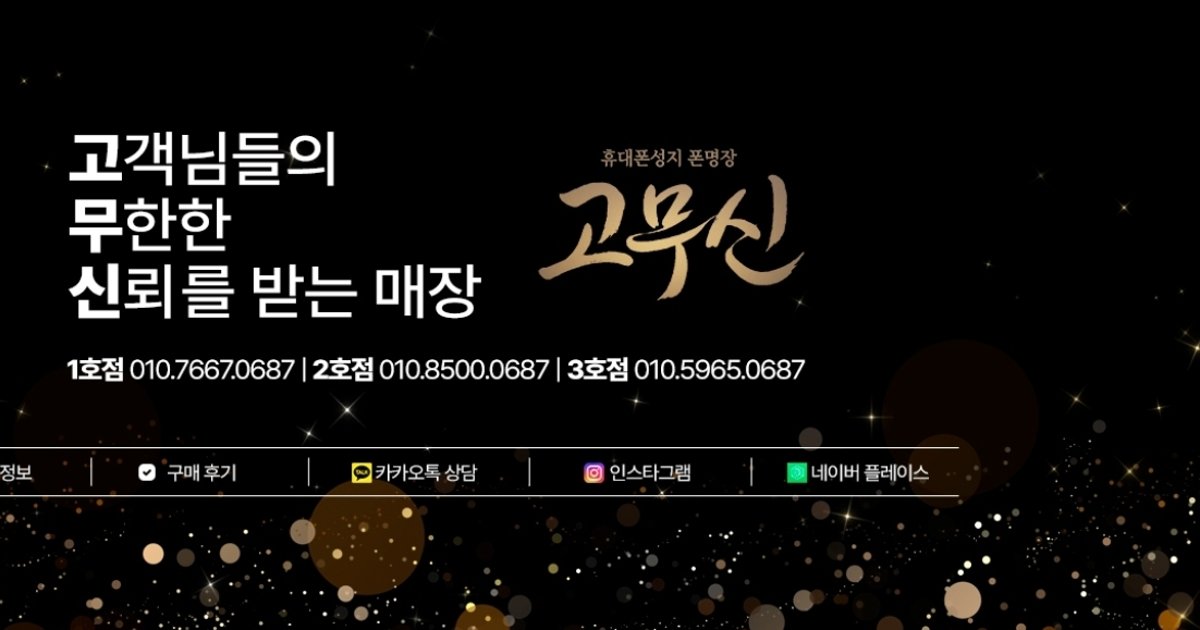 고객님들의
무한한
신뢰를 받는 매장
휴대폰성지 폰명장
고무신
1호점 010.7667.0687 | 2호점 010.8500.0687 | 3호점 010.5965.0687
정보 | 구매 후기 | TALK 카카오톡 상담 | 인스타그램 | 네이버 플레이스